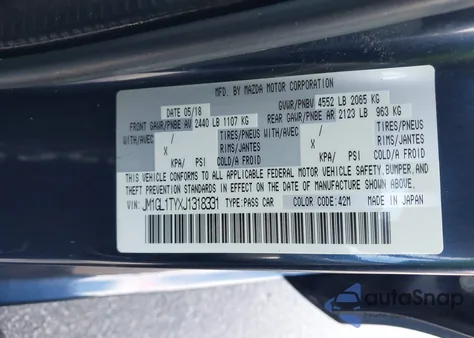 MFD. BY MAZDA MOTOR CORPORATION
DATE 05/18 GVWR/PNBV 4552 LB 2065 KG
FRONT GAWR/PNBE AV 2440 LB 1107 KG REAR GAWR/PNBE AR 2123 LB 963 KG
WITH/AVEC / TIRES/PNEUS WITH/AVEC / TIRES/PNEUS
X RIMS/JANTES X RIMS/JANTES
KPA/ PSI COLD/A FROID KPA/ PSI COLD/A FROID
THIS VEHICLE CONFORMS TO ALL APPLICABLE FEDERAL MOTOR VEHICLE SAFETY,BUMPER,AND
THEFT PREVENTION STANDARDS IN EFFECT ON THE DATE OF MANUFACTURE SHOWN ABOVE.
VIN: JM1GL1TYXJ1318331 TYPE:PASS CAR COLOR CODE:42M MADE IN JAPAN
autoSnap